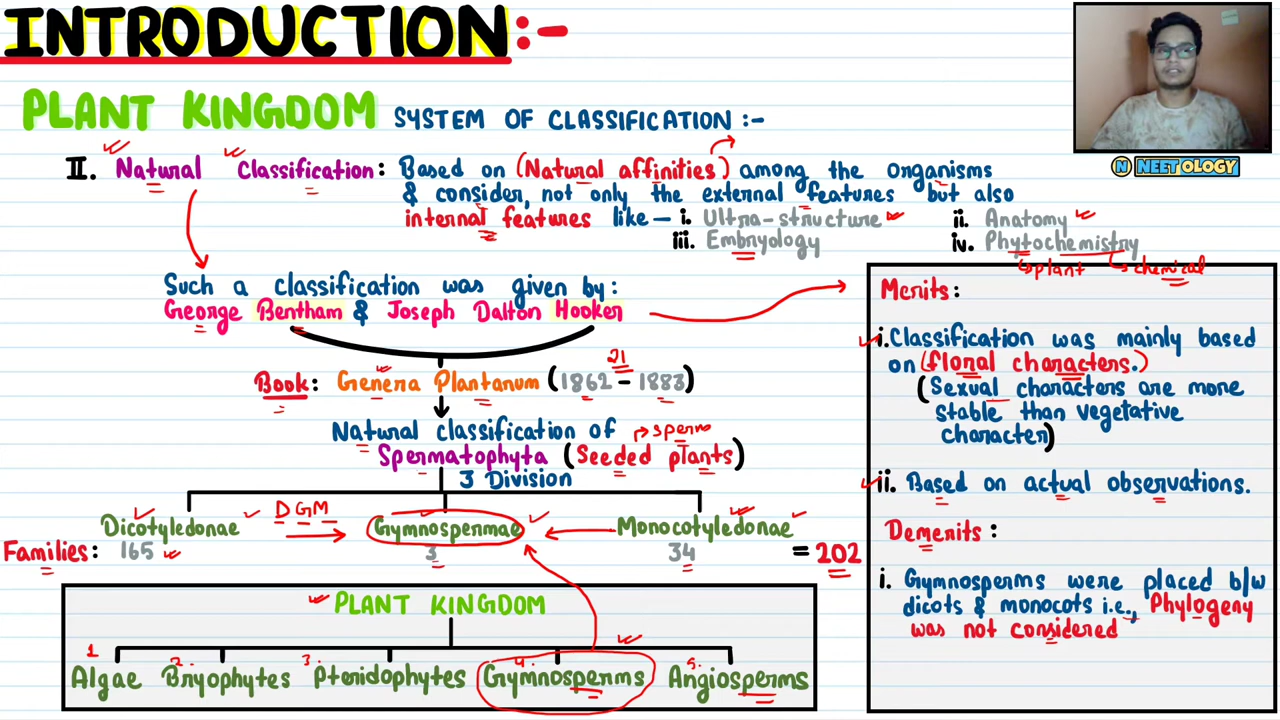 INTRODUCTION:-
PLANT KINGDOM SYSTEM OF CLASSIFICATION :-
NEETOLOGY
II. Natural Classification: Based on (Natural affinities) among the organisms
& consider, not only the external features but also
internal features like – i. Ultra-structure ii. Anatomy
iii. Embryology iv. Phytochemistry
plant chemical
Such a classification was given by:
George Bentham & Joseph Dalton Hooker
21
Book: Genera Plantanum (1862 – 1883)
Natural classification of
sperms
Spermatophyta (Seeded plants)
3 Division
DGM
Dicotyledonae Gymnospermae Monocotyledonae
Families: 165 3 34 = 202
PLANT KINGDOM
1 2. 3. 4. 5.
Algae Bryophytes Pteridophytes Gymnosperms Angiosperms
Merits:
i. Classification was mainly based
on (floral characters.)
(Sexual characters are more
stable than vegetative
character)
ii. Based on actual observations.
Demerits:
i. Gymnosperms were placed b/w
dicots & monocots i.e., Phylogeny
was not considered